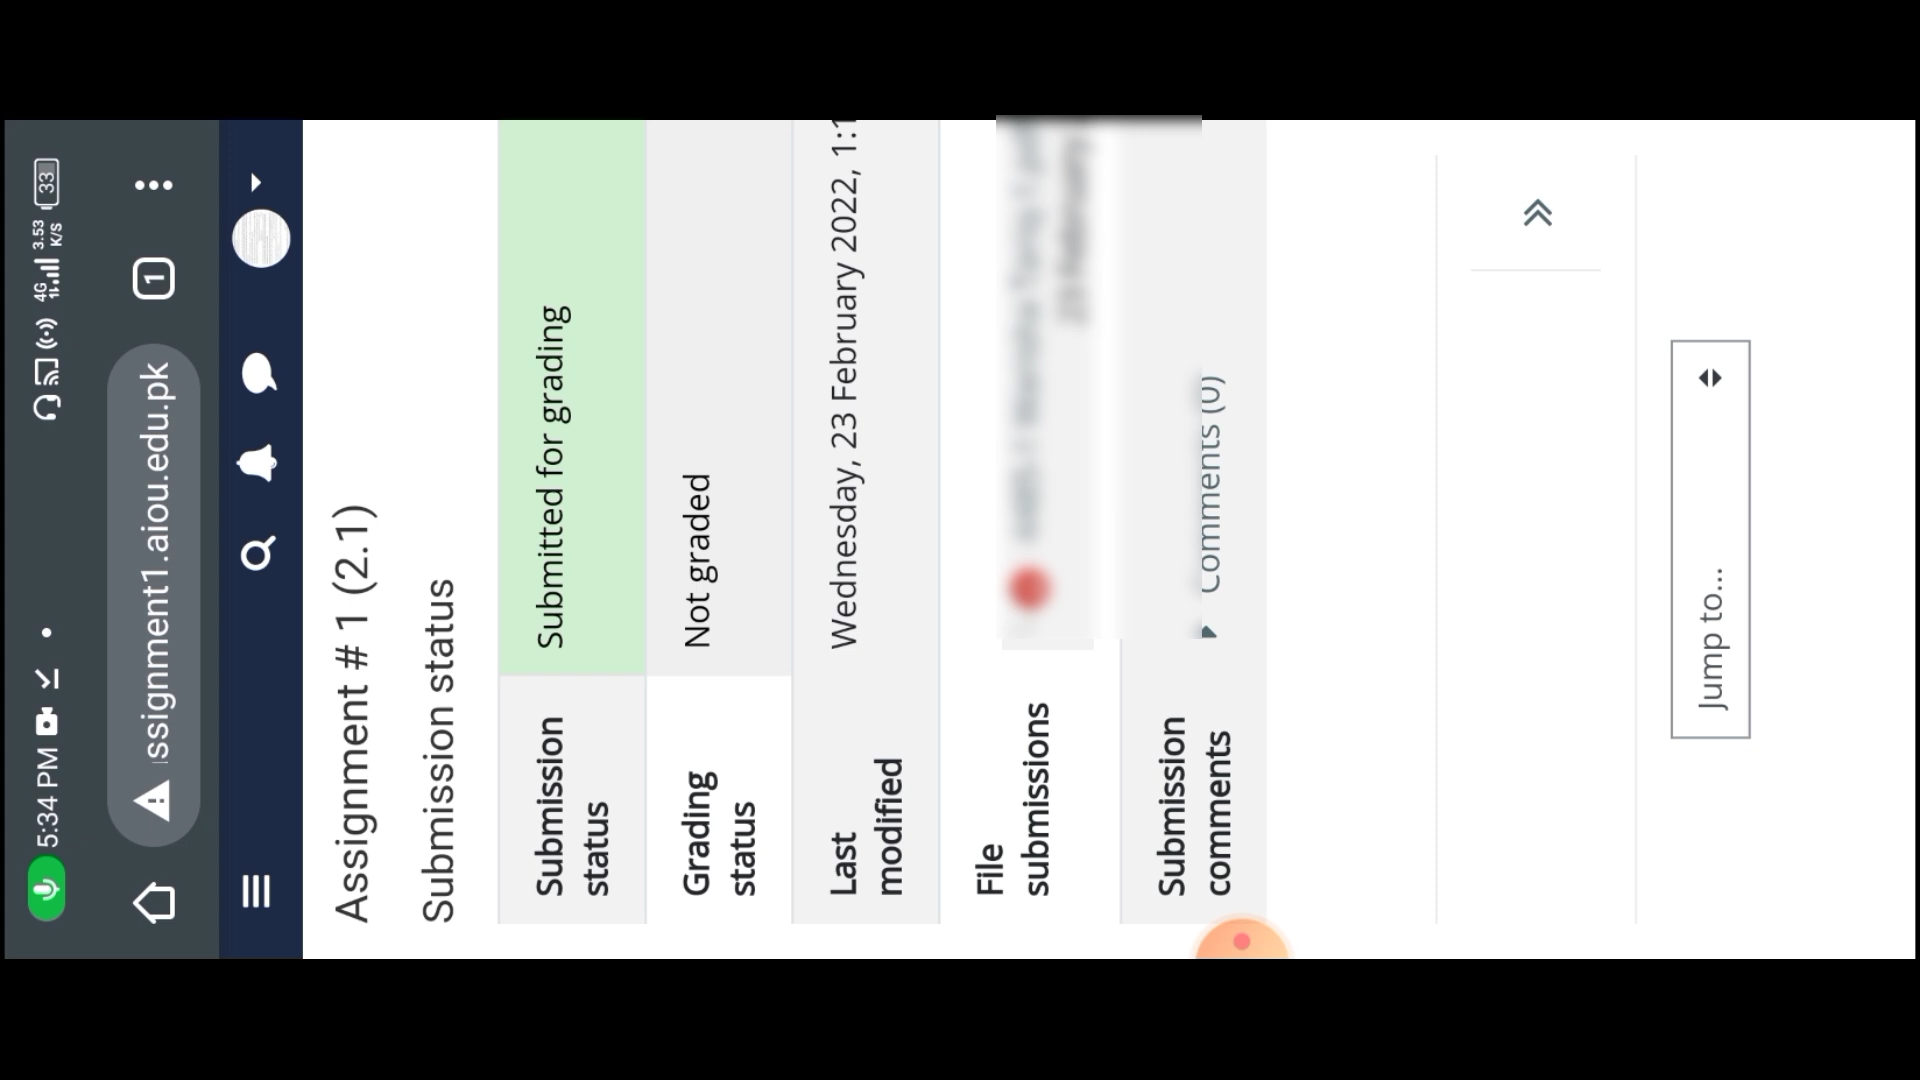 5:34 PM
4G
3.53
K/S
33
ssignment1.aiou.edu.pk
1
Assignment # 1 (2.1)
Submission status
Submission
status
Submitted for grading
Grading
status
Not graded
Last
modified
Wednesday, 23 February 2022, 1:1
File
submissions
Submission
comments
Comments (0)
Jump to...